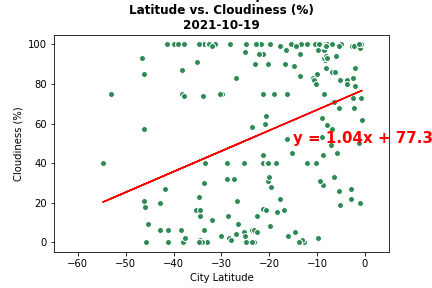 Latitude vs. Cloudiness (%)
2021-10-19
100
80
60
40
20
0
Cloudiness (%)
y = 1.04x + 77.3
−60 −50 −40 −30 −20 −10 0
City Latitude